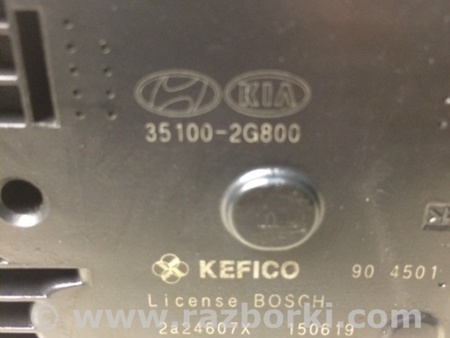 KIA
35100-2G800
KEFICO
90 4501
License BOSCH
2a24607X 150619
www.razborki.com